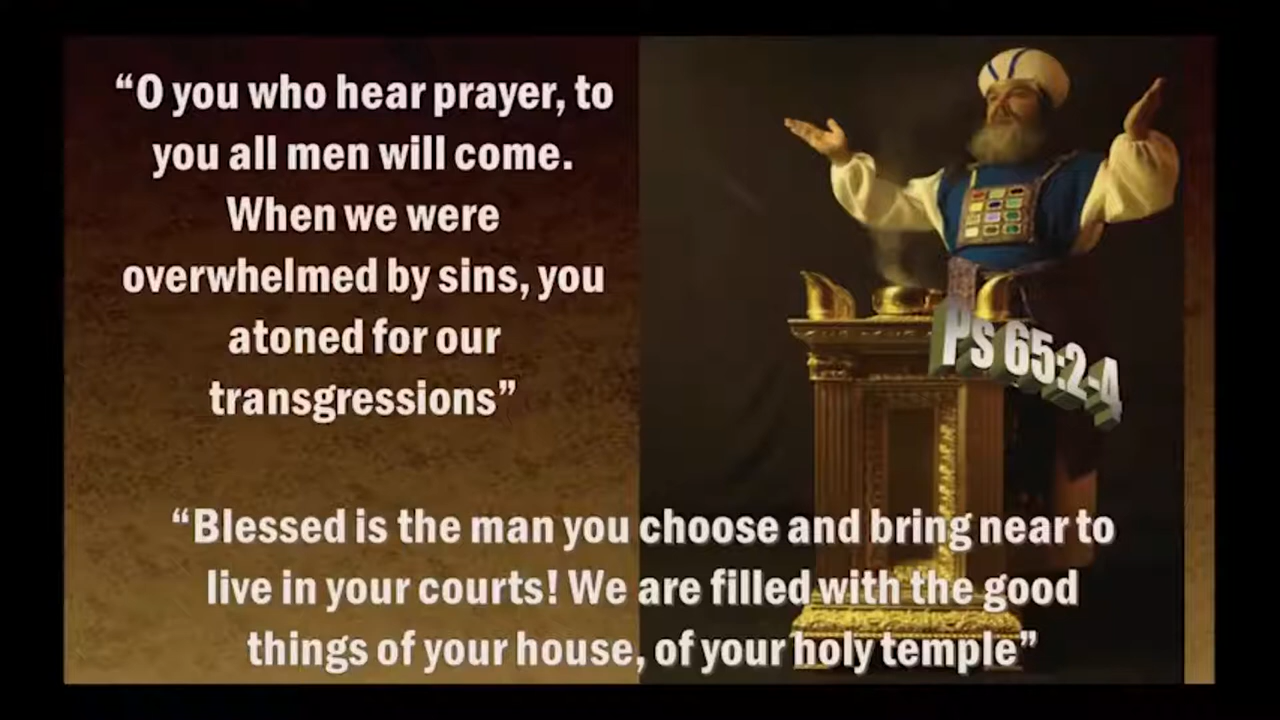 “O you who hear prayer, to
you all men will come.
When we were
overwhelmed by sins, you
atoned for our
transgressions”
Ps 65:2-4
“Blessed is the man you choose and bring near to
live in your courts! We are filled with the good
things of your house, of your holy temple”